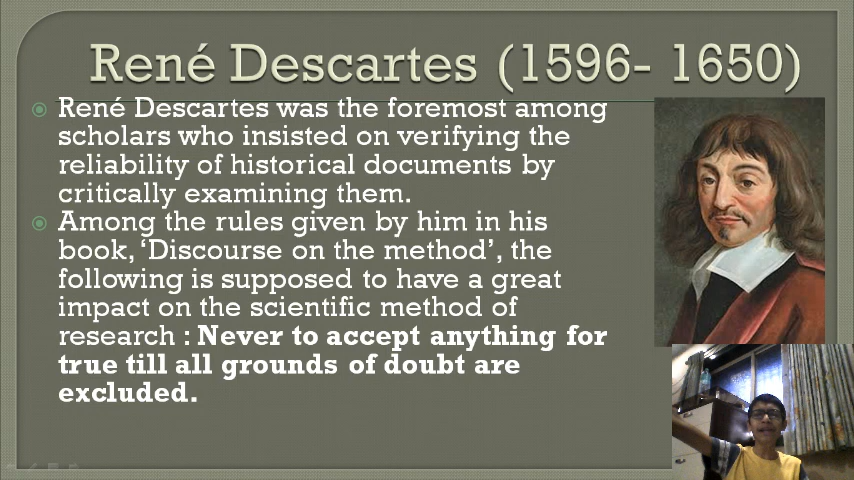 René Descartes (1596- 1650)
René Descartes was the foremost among
scholars who insisted on verifying the
reliability of historical documents by
critically examining them.
Among the rules given by him in his
book, ‘Discourse on the method’, the
following is supposed to have a great
impact on the scientific method of
research : Never to accept anything for
true till all grounds of doubt are
excluded.